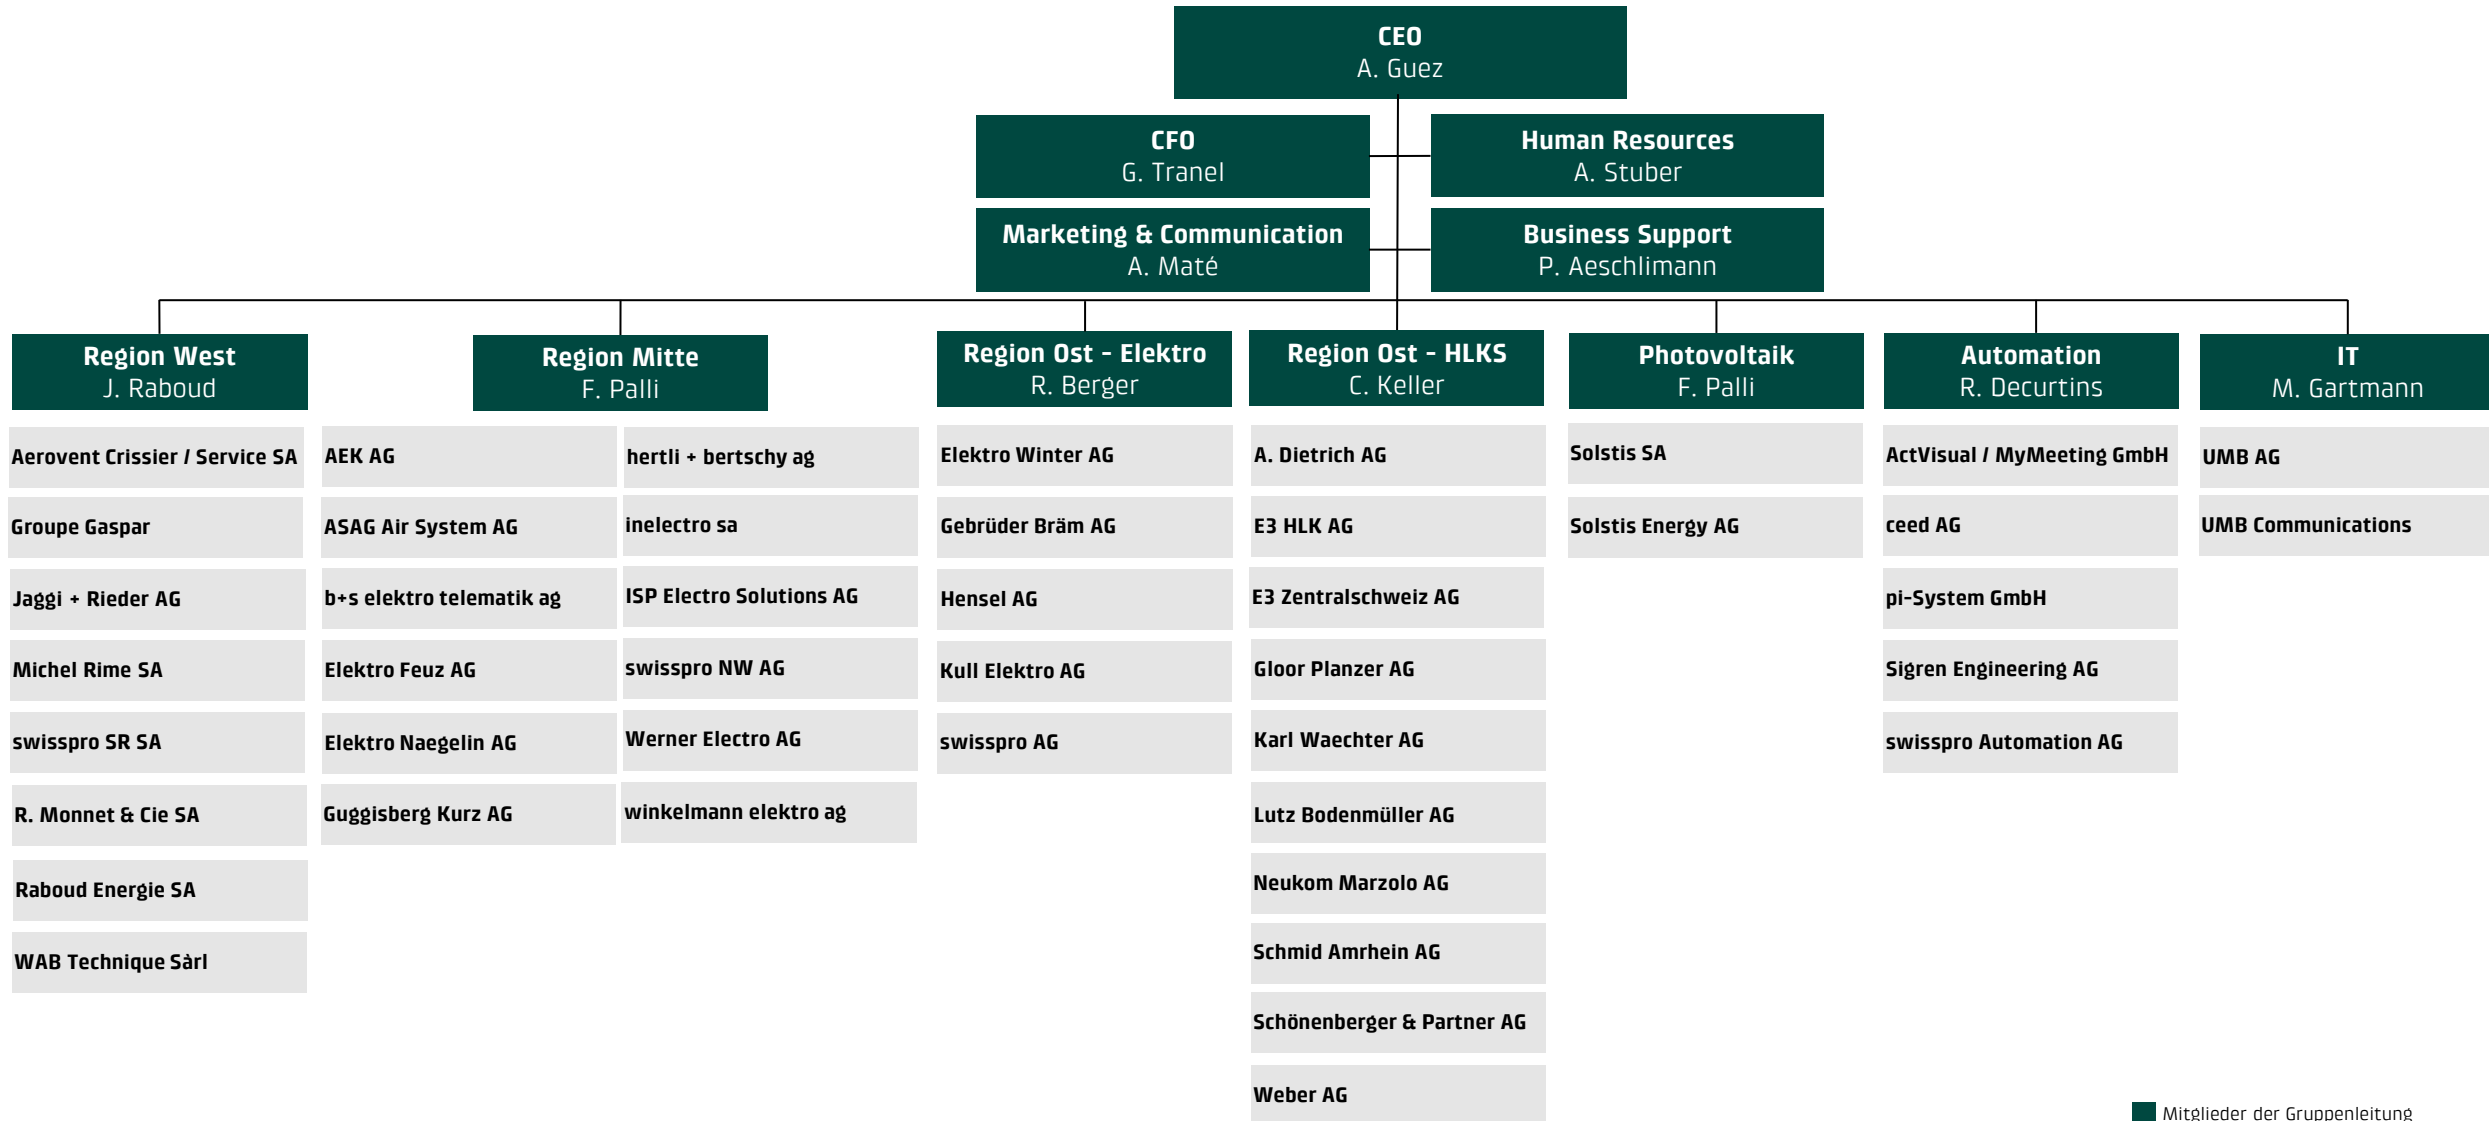 CEO
A. Guez
CFO
G. Tranel
Human Resources
A. Stuber
Marketing & Communication
A. Maté
Business Support
P. Aeschlimann
Region West
J. Raboud
Aerovent Crissier / Service SA
Groupe Gaspar
Jaggi + Rieder AG
Michel Rime SA
swisspro SR SA
R. Monnet & Cie SA
Raboud Energie SA
WAB Technique Sàrl
Region Mitte
F. Palli
AEK AG
ASAG Air System AG
b+s elektro telematik ag
Elektro Feuz AG
Elektro Naegelin AG
Guggisberg Kurz AG
hertli + bertschy ag
inelectro sa
ISP Electro Solutions AG
swisspro NW AG
Werner Electro AG
winkelmann elektro ag
Region Ost - Elektro
R. Berger
Elektro Winter AG
Gebrüder Bräm AG
Hensel AG
Kull Elektro AG
swisspro AG
Region Ost - HLKS
C. Keller
A. Dietrich AG
E3 HLK AG
E3 Zentralschweiz AG
Gloor Planzer AG
Karl Waechter AG
Lutz Bodenmüller AG
Neukom Marzolo AG
Schmid Amrhein AG
Schönenberger & Partner AG
Weber AG
Photovoltaik
F. Palli
Solstis SA
Solstis Energy AG
Automation
R. Decurtins
ActVisual / MyMeeting GmbH
ceed AG
pi-System GmbH
Sigren Engineering AG
swisspro Automation AG
IT
M. Gartmann
UMB AG
UMB Communications
Mitglieder der Gruppenleitung